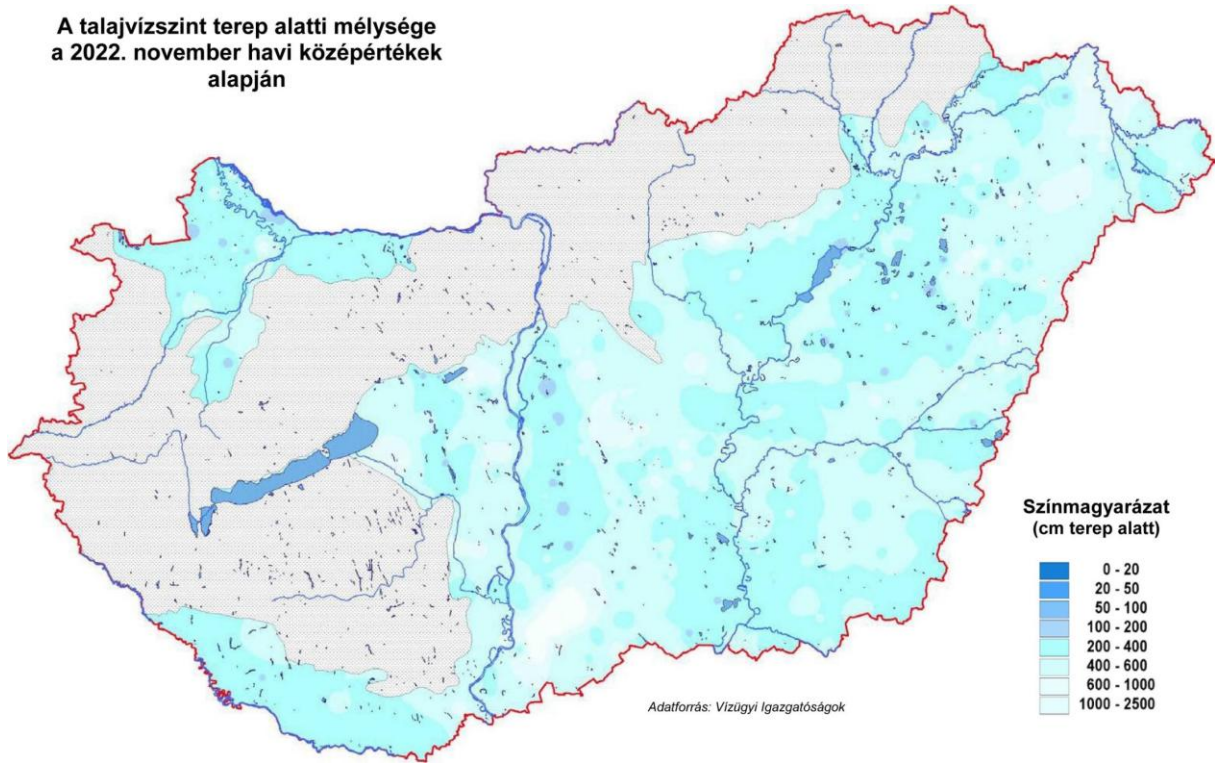 A talajvízszint terep alatti mélysége
a 2022. november havi középértékek
alapján
Színmagyarázat
(cm terep alatt)
0 - 20
20 - 50
50 - 100
100 - 200
200 - 400
400 - 600
600 - 1000
1000 - 2500
Adatforrás: Vízügyi Igazgatóságok